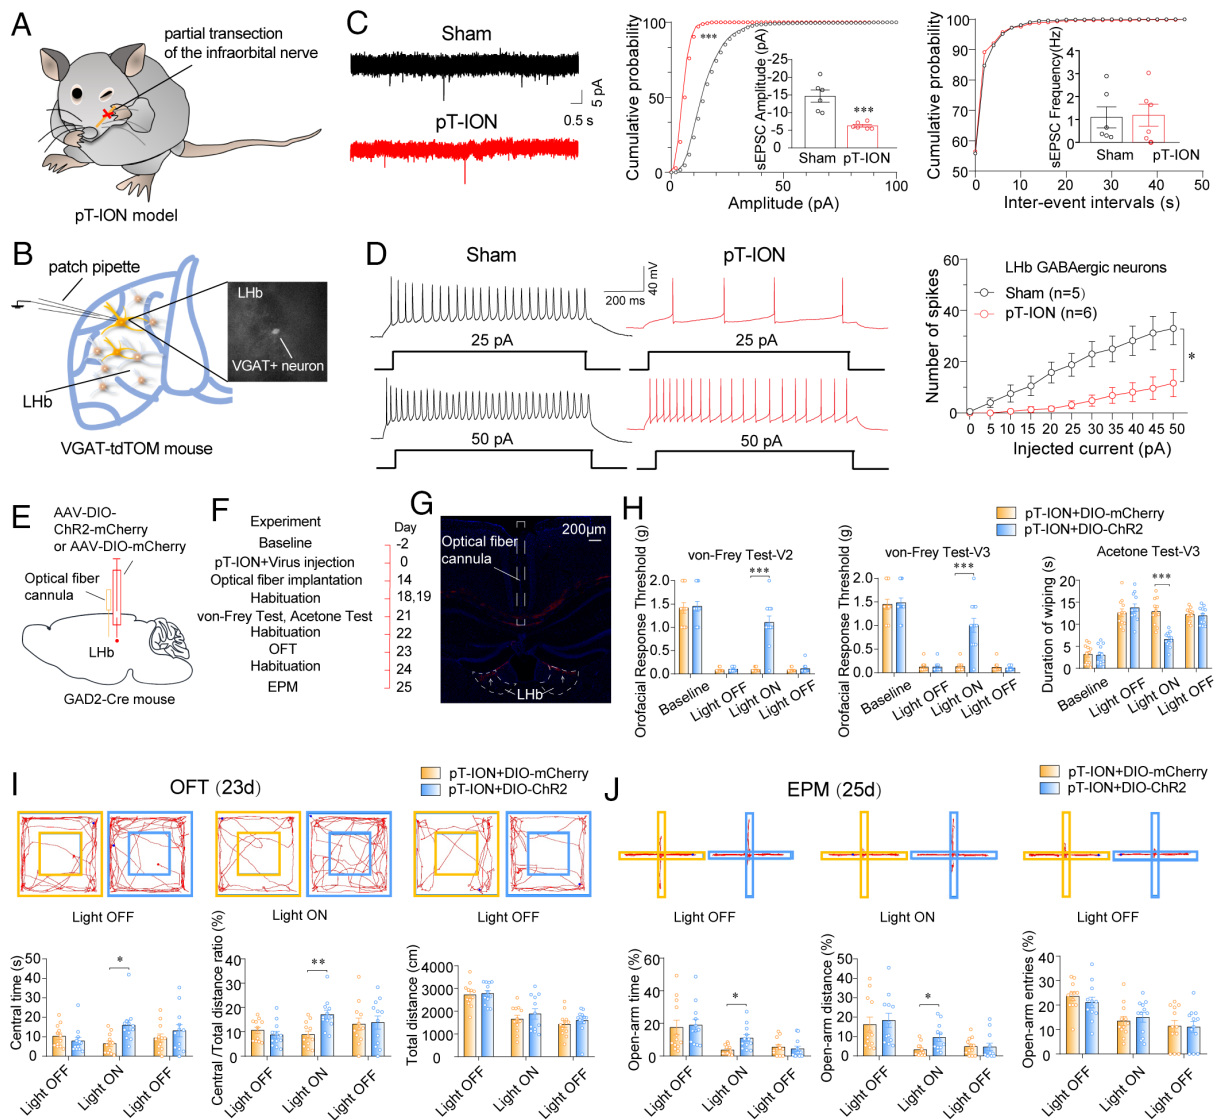 A
partial transection
of the infraorbital nerve
pT-ION model
B
patch pipette
LHb
VGAT+ neuron
LHb
VGAT-tdTOM mouse
C
Sham
pT-ION
5 pA
0.5 s
Cumulative probability
100
50
0
0
50
100
Amplitude (pA)
***
sEPSC Amplitude (pA)
-25
-20
-15
-10
-5
0
***
Sham
pT-ION
Cumulative probability
100
90
80
70
60
50
0
10
20
30
40
Inter-event intervals (s)
sEPSC Frequency(Hz)
4
3
2
1
0
Sham
pT-ION
D
Sham
pT-ION
40 mV
200 ms
25 pA
25 pA
50 pA
50 pA
LHb GABAergic neurons
Sham (n=5)
pT-ION (n=6)
Number of spikes
60
40
20
0
*
0 5 10 15 20 25 30 35 40 45 50
Injected current (pA)
E
AAV-DIO-
ChR2-mCherry
or AAV-DIO-mCherry
Optical fiber
cannula
LHb
GAD2-Cre mouse
F
Experiment
Day
Baseline
-2
pT-ION+Virus injection
0
Optical fiber implantation
14
Habituation
18,19
von-Frey Test, Acetone Test
21
Habituation
22
OFT
23
Habituation
24
EPM
25
G
200μm
Optical fiber
cannula
LHb
H
pT-ION+DIO-mCherry
pT-ION+DIO-ChR2
von-Frey Test-V2
***
Orofacial Response Threshold (g)
2.0
1.5
1.0
0.5
0.0
Baseline
Light OFF
Light ON
Light OFF
von-Frey Test-V3
***
Orofacial Response Threshold (g)
2.0
1.5
1.0
0.5
0.0
Baseline
Light OFF
Light ON
Light OFF
Acetone Test-V3
***
Duration of wiping (s)
25
20
15
10
5
0
Baseline
Light OFF
Light ON
Light OFF
I
OFT (23d)
pT-ION+DIO-mCherry
pT-ION+DIO-ChR2
Light OFF
Light ON
Light OFF
Central time (s)
50
40
30
20
10
0
*
Light OFF
Light ON
Light OFF
Central /Total distance ratio (%)
40
30
20
10
0
**
Light OFF
Light ON
Light OFF
Total distance (cm)
4000
3000
2000
1000
0
Light OFF
Light ON
Light OFF
J
EPM (25d)
pT-ION+DIO-mCherry
pT-ION+DIO-ChR2
Light OFF
Light ON
Light OFF
Open-arm time (%)
60
40
20
0
*
Light OFF
Light ON
Light OFF
Open-arm distance (%)
50
40
30
20
10
0
*
Light OFF
Light ON
Light OFF
Open-arm entries (%)
40
30
20
10
0
Light OFF
Light ON
Light OFF